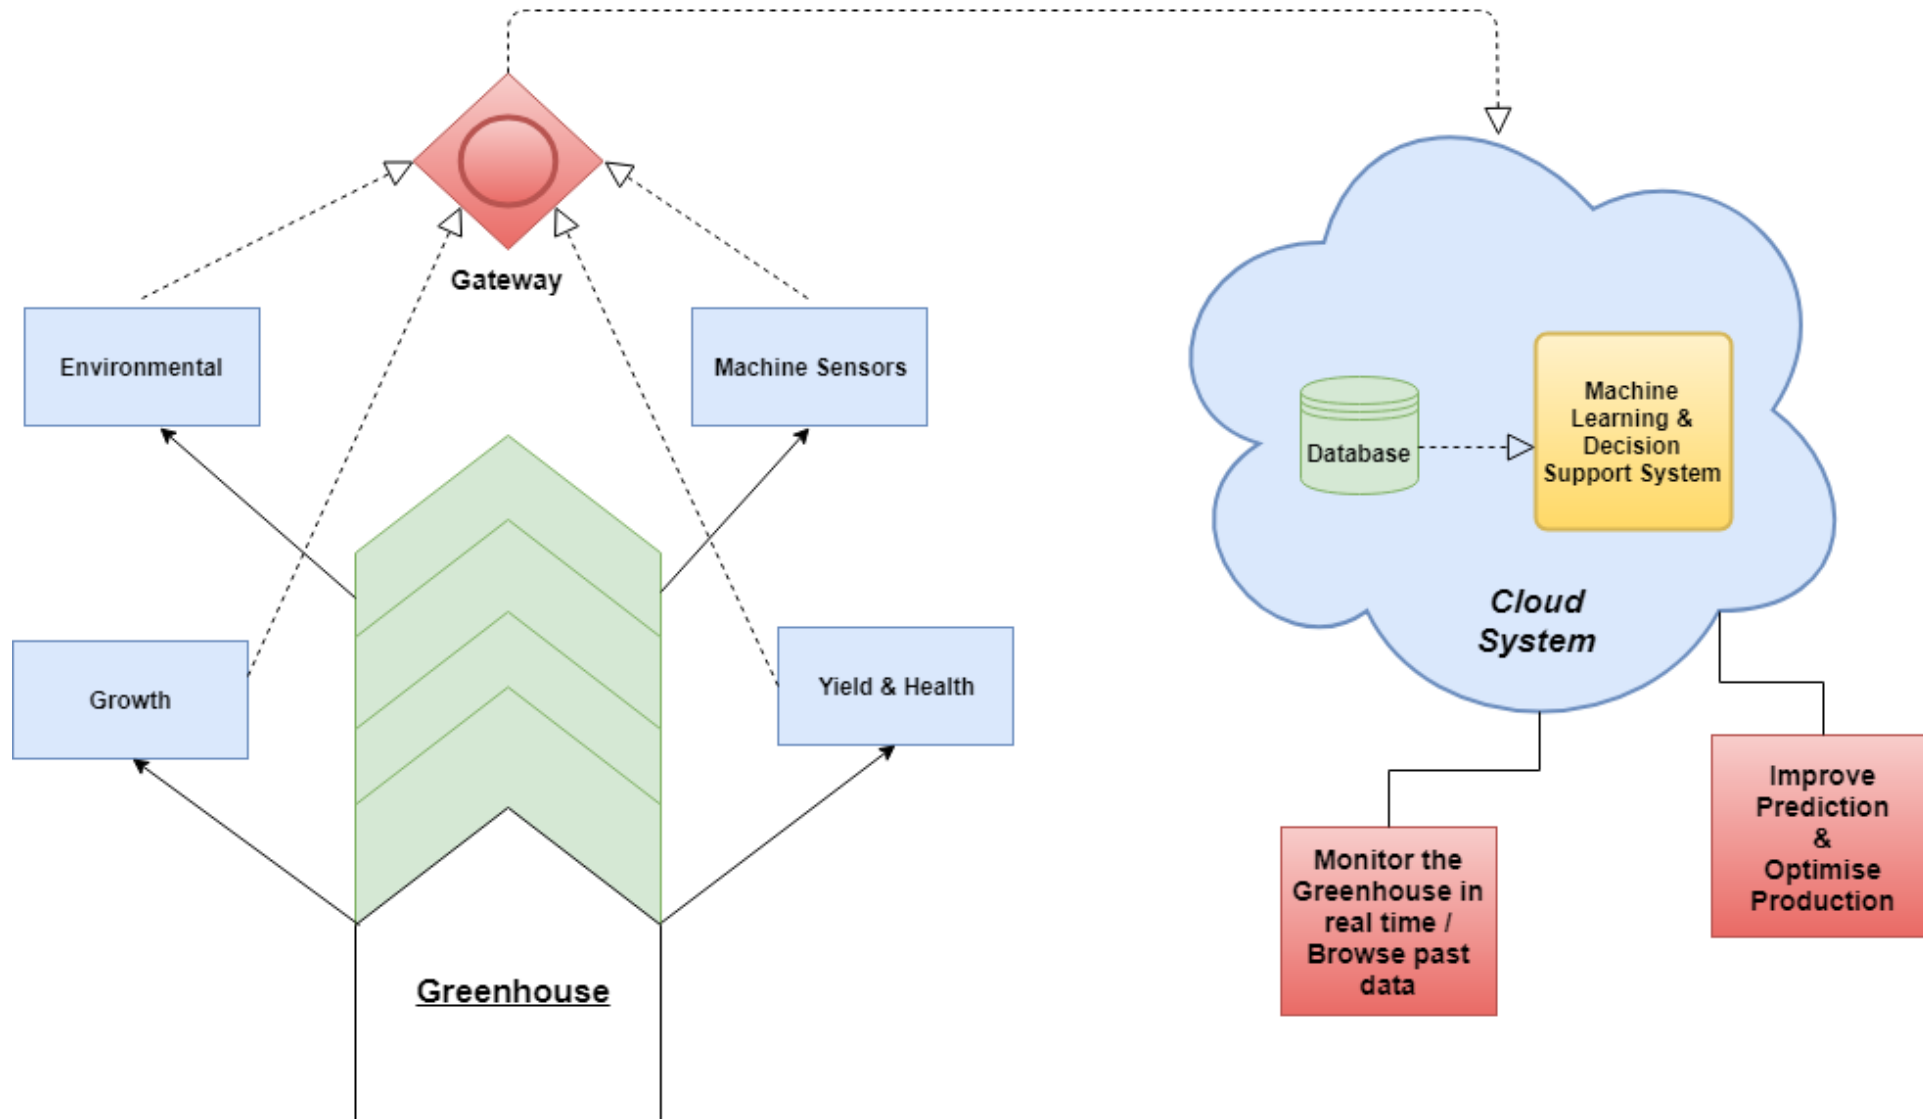 Gateway
Environmental
Machine Sensors
Growth
Yield & Health
Greenhouse
Database
Machine
Learning &
Decision
Support System
Cloud
System
Monitor the
Greenhouse in
real time /
Browse past
data
Improve
Prediction
&
Optimise
Production